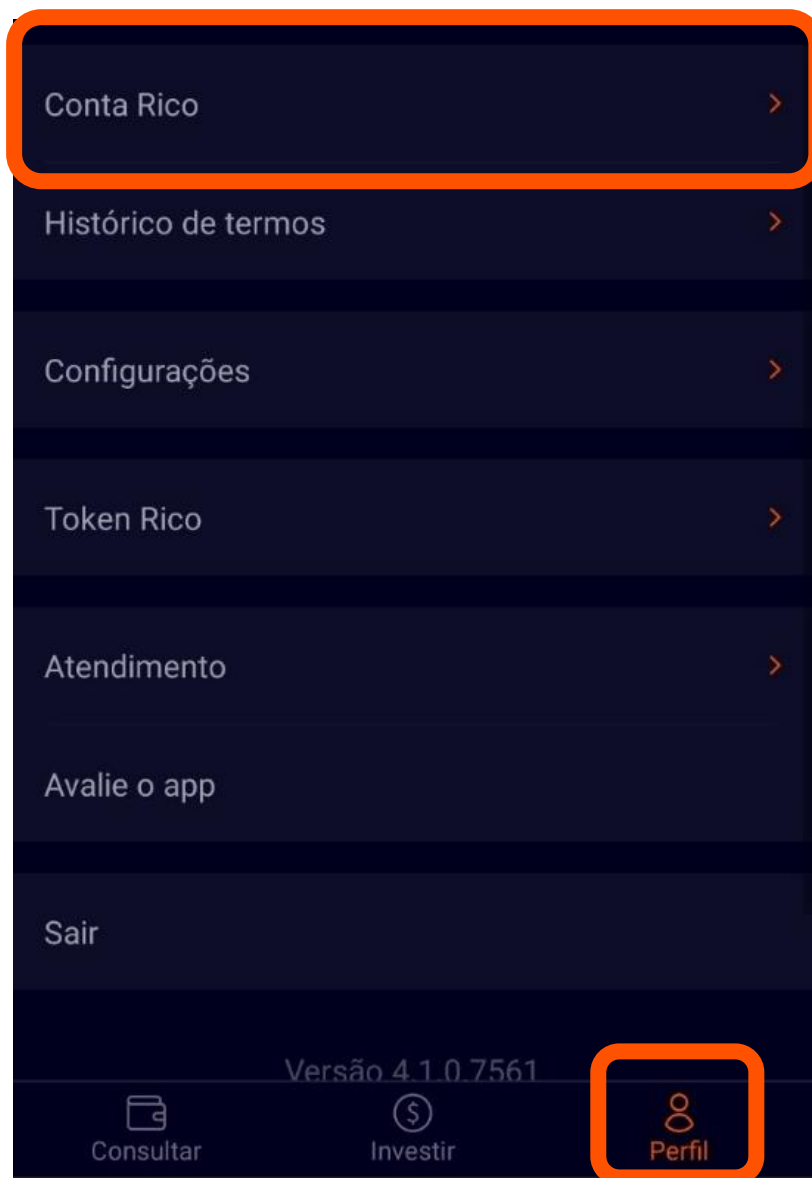 Conta Rico
Histórico de termos
Configurações
Token Rico
Atendimento
Avalie o app
Sair
Versão 4.1.0.7561
Consultar
Investir
Perfil